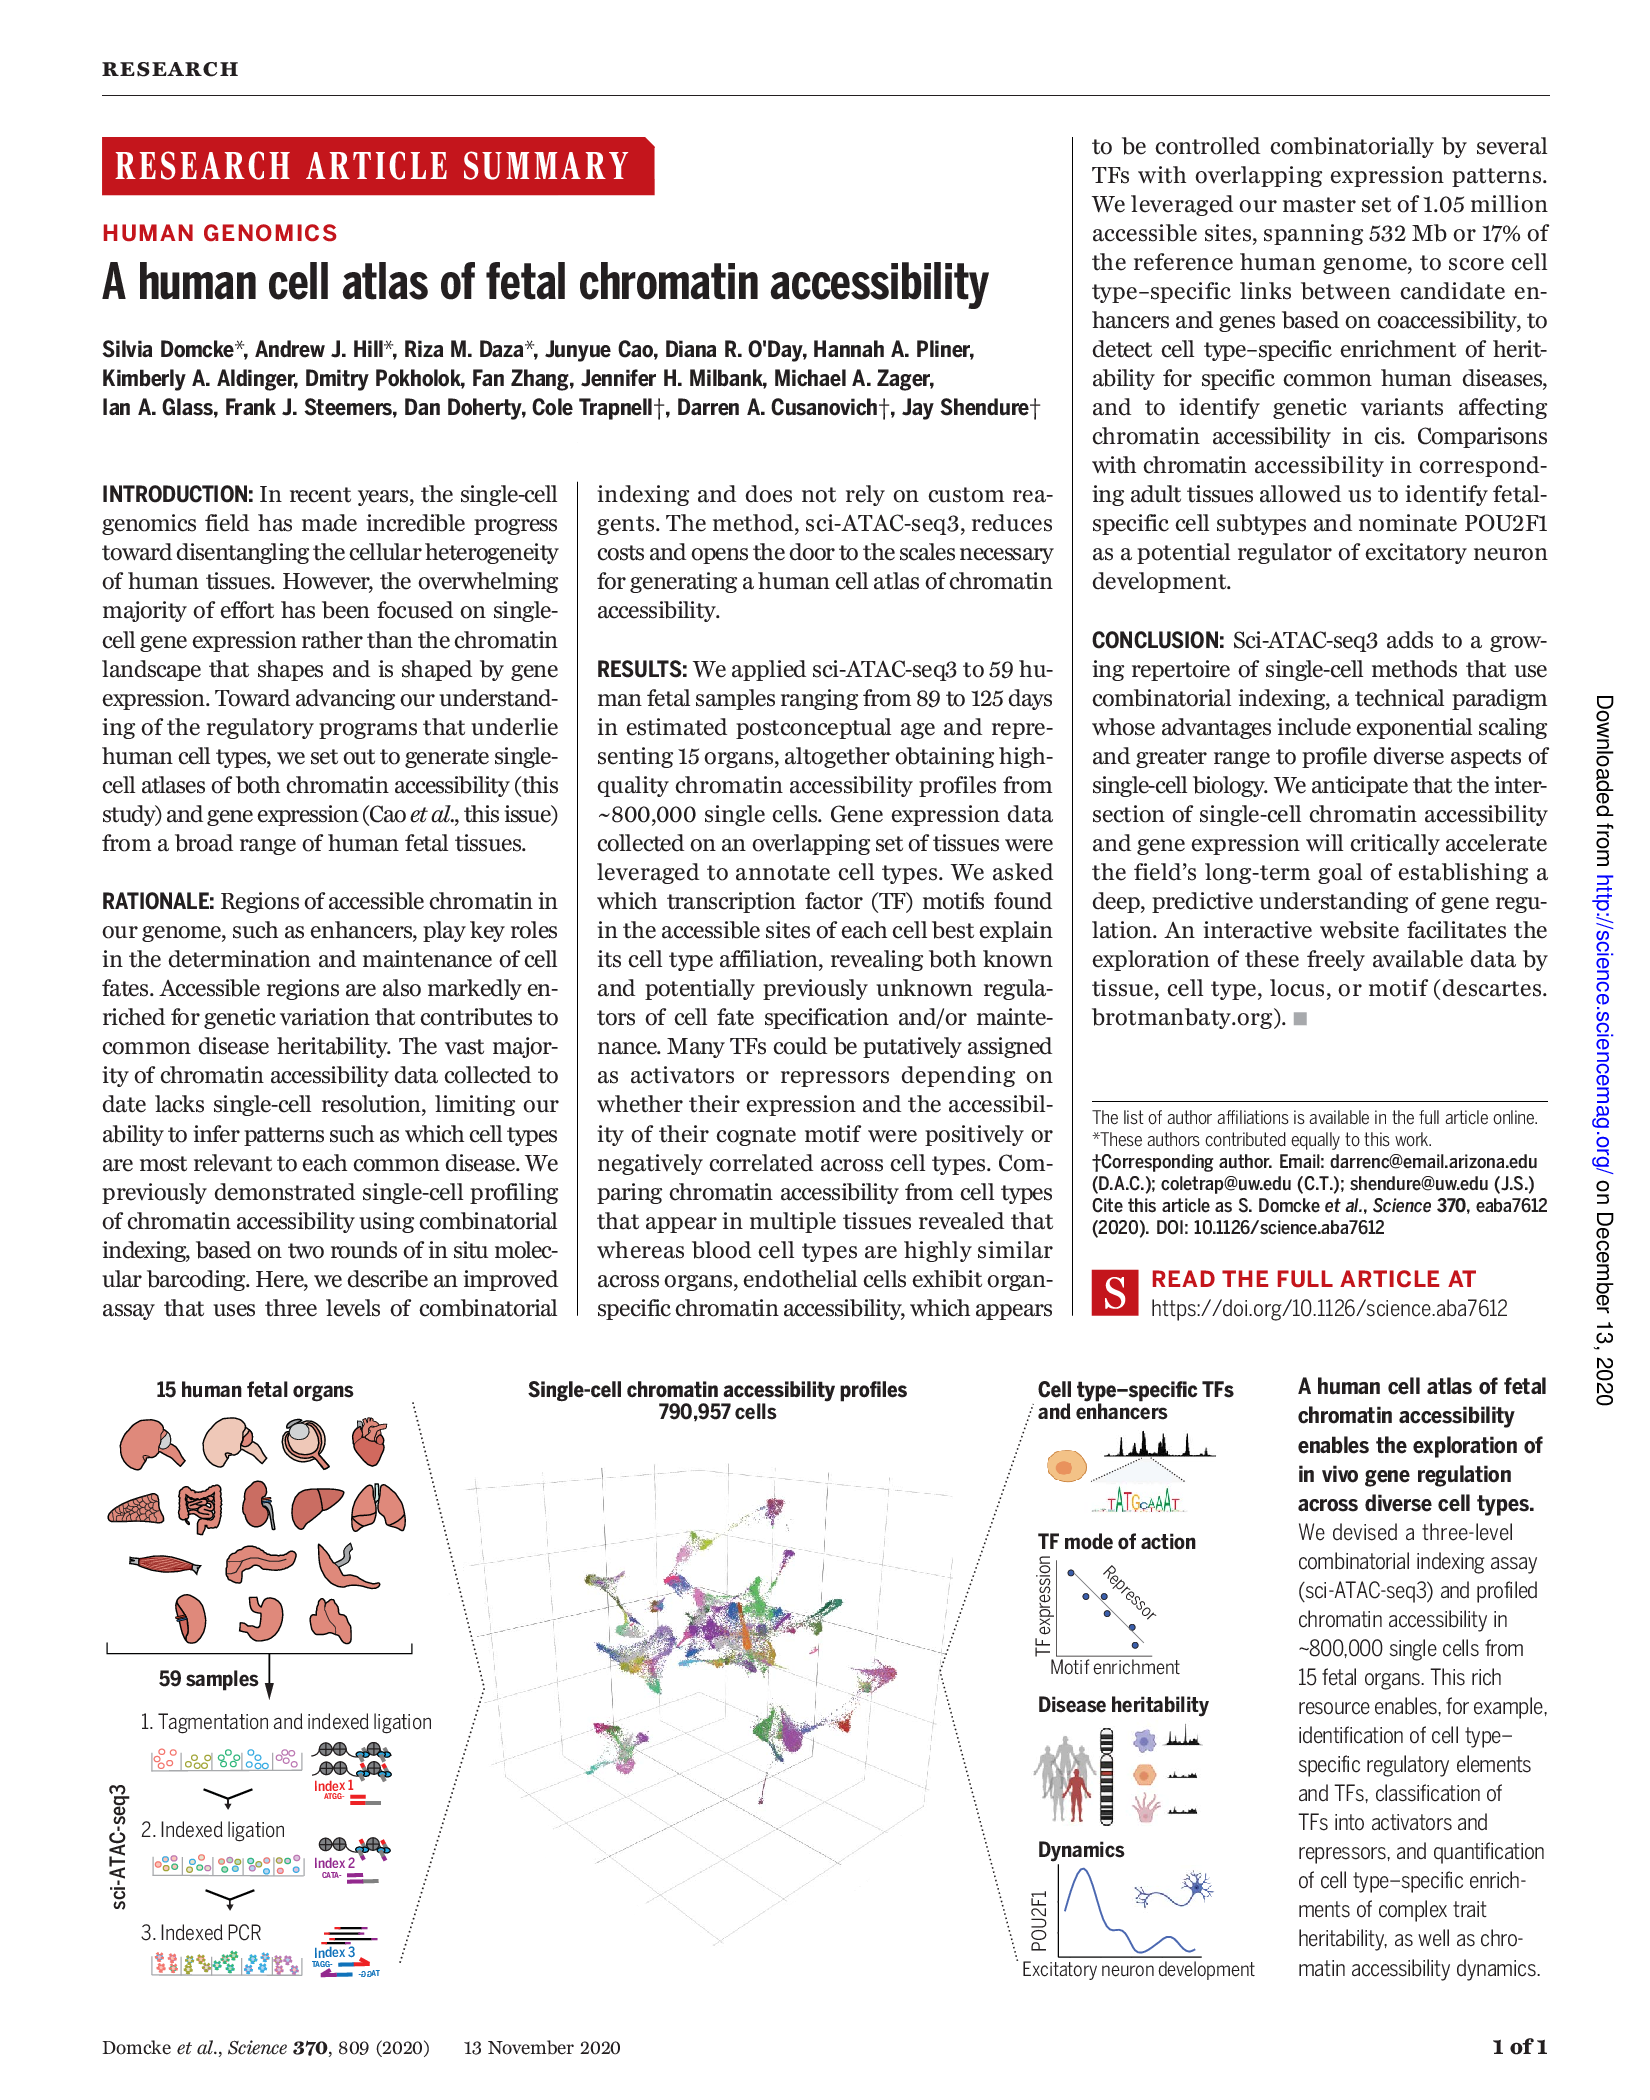 RESEARCH
RESEARCH ARTICLE SUMMARY
HUMAN GENOMICS
A human cell atlas of fetal chromatin accessibility
Silvia Domcke*, Andrew J. Hill*, Riza M. Daza*, Junyue Cao, Diana R. O'Day, Hannah A. Pliner,
Kimberly A. Aldinger, Dmitry Pokholok, Fan Zhang, Jennifer H. Milbank, Michael A. Zager,
Ian A. Glass, Frank J. Steemers, Dan Doherty, Cole Trapnell†, Darren A. Cusanovich†, Jay Shendure†
INTRODUCTION: In recent years, the single-cell
genomics field has made incredible progress
toward disentangling the cellular heterogeneity
of human tissues. However, the overwhelming
majority of effort has been focused on single-
cell gene expression rather than the chromatin
landscape that shapes and is shaped by gene
expression. Toward advancing our understand-
ing of the regulatory programs that underlie
human cell types, we set out to generate single-
cell atlases of both chromatin accessibility (this
study) and gene expression (Cao et al., this issue)
from a broad range of human fetal tissues.
RATIONALE: Regions of accessible chromatin in
our genome, such as enhancers, play key roles
in the determination and maintenance of cell
fates. Accessible regions are also markedly en-
riched for genetic variation that contributes to
common disease heritability. The vast major-
ity of chromatin accessibility data collected to
date lacks single-cell resolution, limiting our
ability to infer patterns such as which cell types
are most relevant to each common disease. We
previously demonstrated single-cell profiling
of chromatin accessibility using combinatorial
indexing, based on two rounds of in situ molec-
ular barcoding. Here, we describe an improved
assay that uses three levels of combinatorial
indexing and does not rely on custom rea-
gents. The method, sci-ATAC-seq3, reduces
costs and opens the door to the scales necessary
for generating a human cell atlas of chromatin
accessibility.
RESULTS: We applied sci-ATAC-seq3 to 59 hu-
man fetal samples ranging from 89 to 125 days
in estimated postconceptual age and repre-
senting 15 organs, altogether obtaining high-
quality chromatin accessibility profiles from
~800,000 single cells. Gene expression data
collected on an overlapping set of tissues were
leveraged to annotate cell types. We asked
which transcription factor (TF) motifs found
in the accessible sites of each cell best explain
its cell type affiliation, revealing both known
and potentially previously unknown regula-
tors of cell fate specification and/or mainte-
nance. Many TFs could be putatively assigned
as activators or repressors depending on
whether their expression and the accessibil-
ity of their cognate motif were positively or
negatively correlated across cell types. Com-
paring chromatin accessibility from cell types
that appear in multiple tissues revealed that
whereas blood cell types are highly similar
across organs, endothelial cells exhibit organ-
specific chromatin accessibility, which appears
to be controlled combinatorially by several
TFs with overlapping expression patterns.
We leveraged our master set of 1.05 million
accessible sites, spanning 532 Mb or 17% of
the reference human genome, to score cell
type–specific links between candidate en-
hancers and genes based on coaccessibility, to
detect cell type–specific enrichment of herit-
ability for specific common human diseases,
and to identify genetic variants affecting
chromatin accessibility in cis. Comparisons
with chromatin accessibility in correspond-
ing adult tissues allowed us to identify fetal-
specific cell subtypes and nominate POU2F1
as a potential regulator of excitatory neuron
development.
CONCLUSION: Sci-ATAC-seq3 adds to a grow-
ing repertoire of single-cell methods that use
combinatorial indexing, a technical paradigm
whose advantages include exponential scaling
and greater range to profile diverse aspects of
single-cell biology. We anticipate that the inter-
section of single-cell chromatin accessibility
and gene expression will critically accelerate
the field's long-term goal of establishing a
deep, predictive understanding of gene regu-
lation. An interactive website facilitates the
exploration of these freely available data by
tissue, cell type, locus, or motif (descartes.
brotmanbaty.org). ■
The list of author affiliations is available in the full article online.
*These authors contributed equally to this work.
†Corresponding author. Email: darrenc@email.arizona.edu
(D.A.C.); coletrap@uw.edu (C.T.); shendure@uw.edu (J.S.)
Cite this article as S. Domcke et al., Science 370, eaba7612
(2020). DOI: 10.1126/science.aba7612
S
READ THE FULL ARTICLE AT
https://doi.org/10.1126/science.aba7612
Downloaded from http://science.sciencemag.org/ on December 13, 2020
15 human fetal organs
59 samples
sci-ATAC-seq3
1. Tagmentation and indexed ligation
Index 1
ATGG-
2. Indexed ligation
Index 2
CATA-
3. Indexed PCR
Index 3
TAGG-
-GGAT
Single-cell chromatin accessibility profiles
790,957 cells
Cell type–specific TFs
and enhancers
TATGCAAAT
TF mode of action
TF expression
Repressor
Motif enrichment
Disease heritability
Dynamics
POU2F1
Excitatory neuron development
A human cell atlas of fetal
chromatin accessibility
enables the exploration of
in vivo gene regulation
across diverse cell types.
We devised a three-level
combinatorial indexing assay
(sci-ATAC-seq3) and profiled
chromatin accessibility in
~800,000 single cells from
15 fetal organs. This rich
resource enables, for example,
identification of cell type–
specific regulatory elements
and TFs, classification of
TFs into activators and
repressors, and quantification
of cell type–specific enrich-
ments of complex trait
heritability, as well as chro-
matin accessibility dynamics.
Domcke et al., Science 370, 809 (2020) 13 November 2020
1 of 1